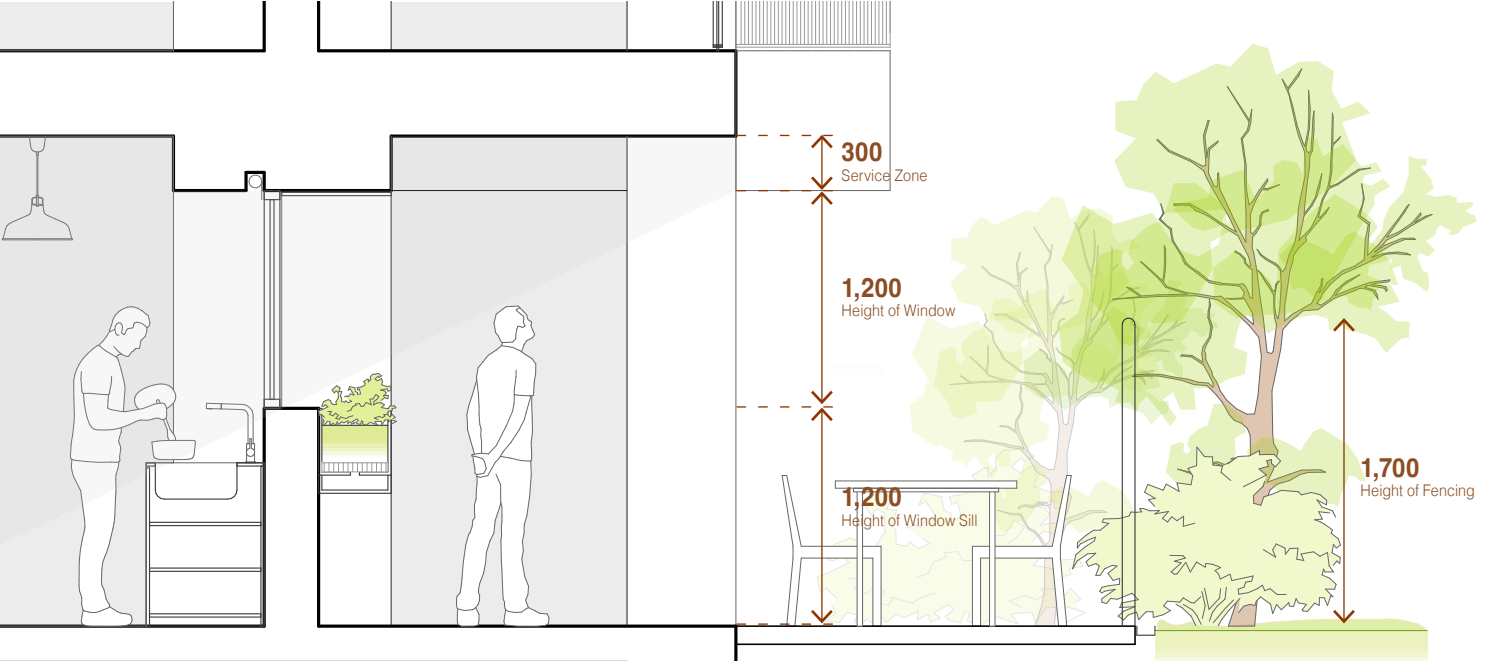 300
Service Zone
1,200
Height of Window
1,200
Height of Window Sill
1,700
Height of Fencing